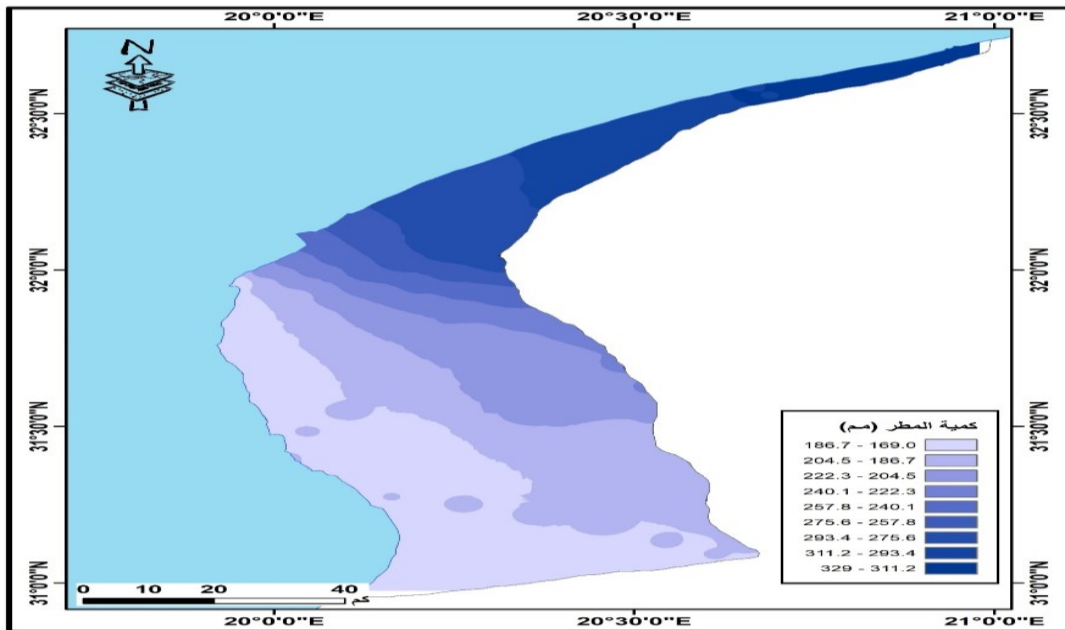 20°0'0"E 20°30'0"E 21°0'0"E
N
32°30'0"N 32°30'0"N
32°0'0"N 32°0'0"N
31°30'0"N 31°30'0"N
31°0'0"N 31°0'0"N
كمية المطر (مم)
186.7 - 169.0
204.5 - 186.7
222.3 - 204.5
240.1 - 222.3
257.8 - 240.1
275.6 - 257.8
293.4 - 275.6
311.2 - 293.4
329 - 311.2
0 10 20 40
كم
20°0'0"E 20°30'0"E 21°0'0"E